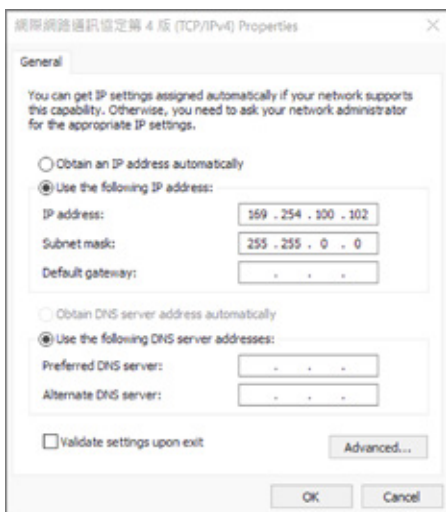 網際網路通訊協定第 4 版 (TCP/IPv4) Properties
General
You can get IP settings assigned automatically if your network supports
this capability. Otherwise, you need to ask your network administrator
for the appropriate IP settings.
Obtain an IP address automatically
Use the following IP address:
IP address: 169 . 254 . 100 . 102
Subnet mask: 255 . 255 . 0 . 0
Default gateway: . . .
Obtain DNS server address automatically
Use the following DNS server addresses:
Preferred DNS server: . . .
Alternate DNS server: . . .
Validate settings upon exit
Advanced...
OK Cancel